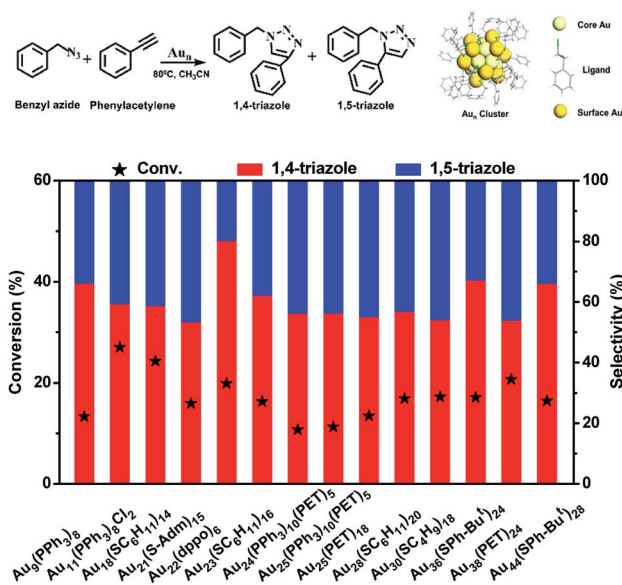 Benzyl azide
+
Phenylacetylene
Auₙ
80⁰C, CH₃CN
1,4-triazole
+
1,5-triazole
N₃
N
N
N
N
N
N
Auₙ Cluster
Core Au
Ligand
Surface Au
★ Conv. 1,4-triazole 1,5-triazole
Conversion (%)
60
40
20
0
Selectivity (%)
100
80
60
40
20
0
Au₉(PPh₃)₈
Au₁₁(PPh₃)₈Cl₂
Au₁₈(SC₆H₁₁)₁₄
Au₂₁(S-Adm)₁₅
Au₂₂(dppo)₆
Au₂₃(SC₆H₁₁)₁₆
Au₂₄(PPh₃)₁₀(PET)₅
Au₂₅(PPh₃)₁₀(PET)₅
Au₂₅(PET)₁₈
Au₂₈(SC₆H₁₁)₂₀
Au₃₀(SC₄H₉)₁₈
Au₃₆(SPh-Buᵗ)₂₄
Au₃₈(PET)₂₄
Au₄₄(SPh-Buᵗ)₂₈